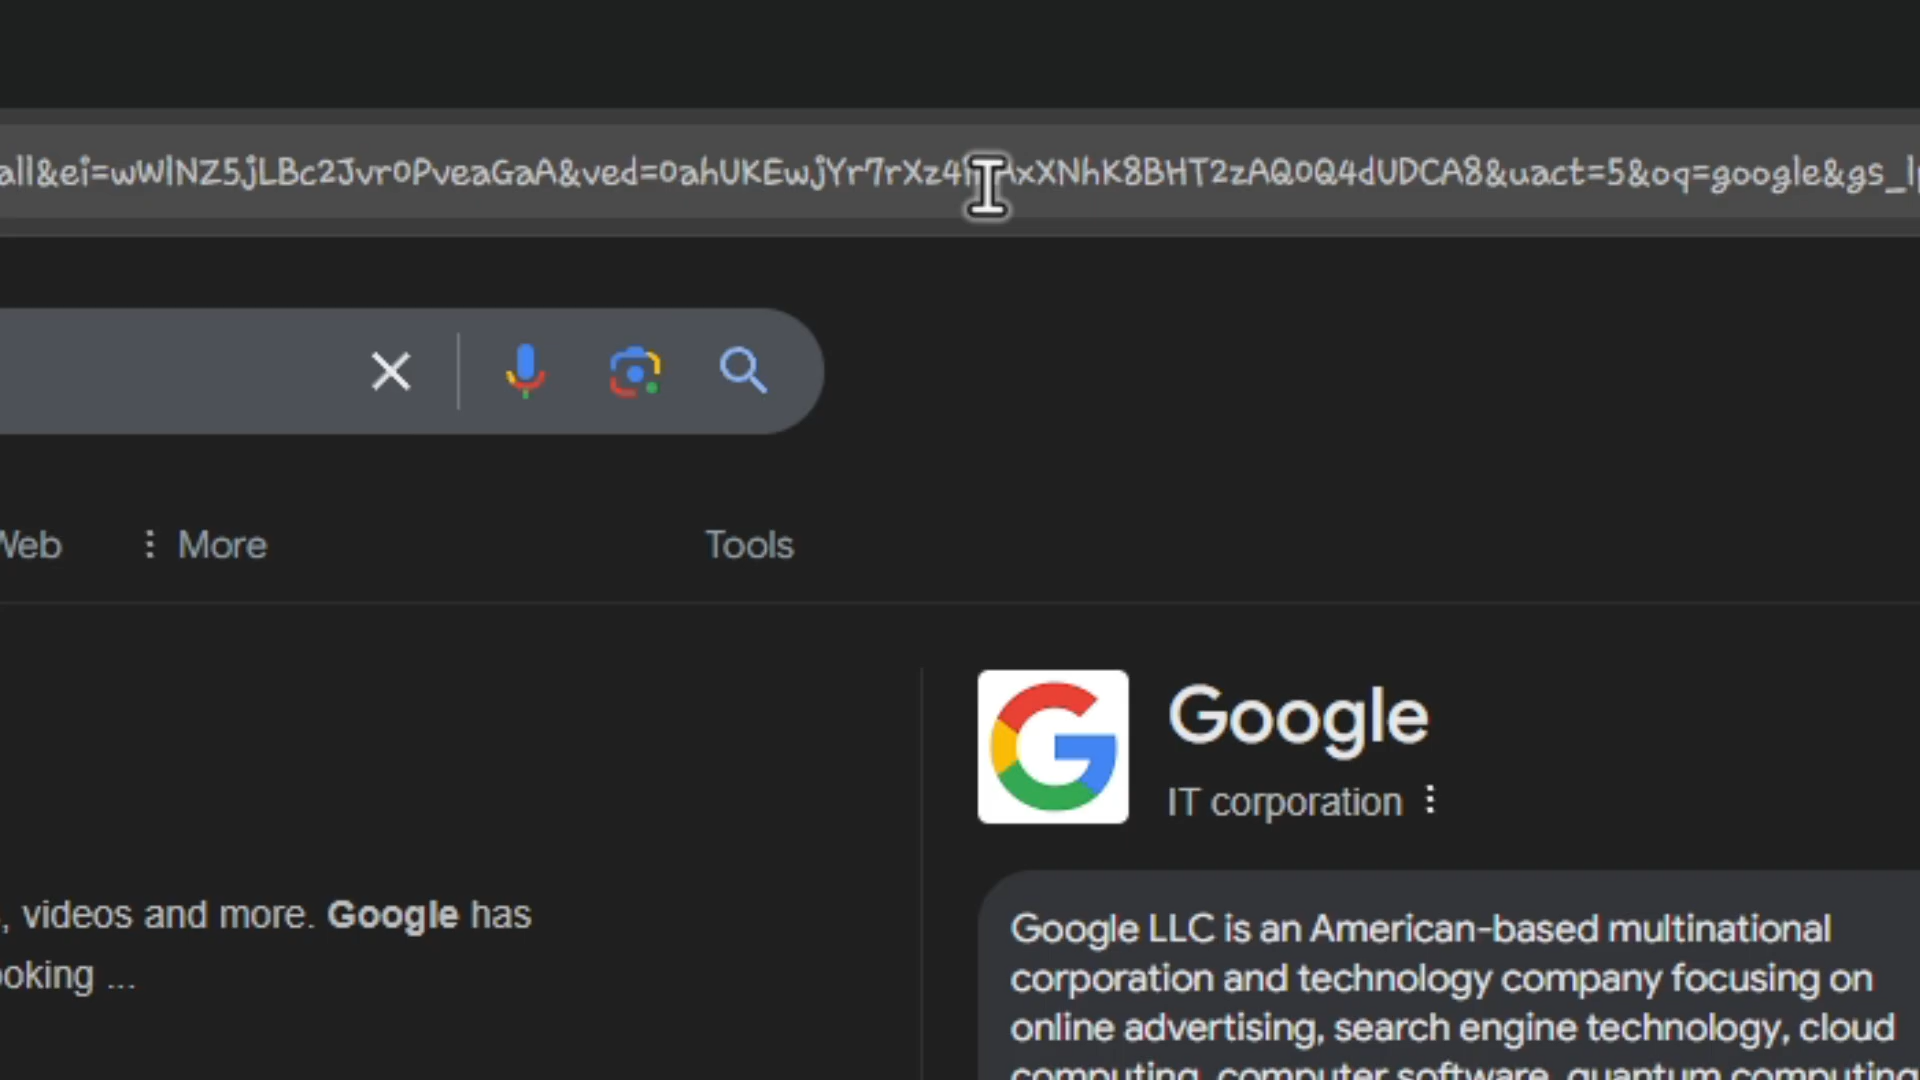 all&ei=wWlNZ5jLBc2Jvr0PveaGaA&ved=0ahUKEwjYr7rXz4 AxXNhK8BHT2zAQ0Q4dUDCA8&uact=5&oq=google&gs_l
Web
More
Tools
Google
IT corporation
, videos and more. Google has
ooking ...
Google LLC is an American-based multinational
corporation and technology company focusing on
online advertising, search engine technology, cloud
computing, computer software, quantum computing